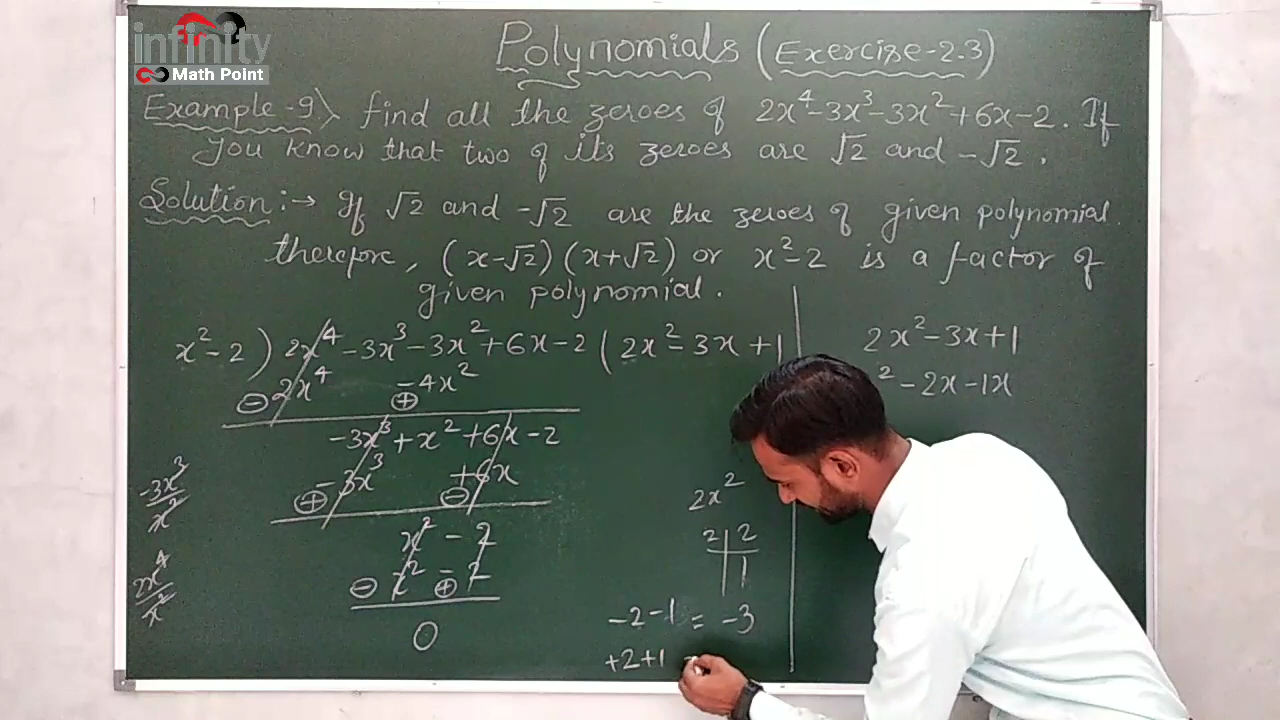 infinity
Math Point
Polynomials (Exercise-2.3)
Example-9) find all the zeroes of 2x⁴-3x³-3x²+6x-2. If
you know that two of its zeroes are √2 and -√2.
Solution:→ If √2 and -√2 are the zeroes of given polynomial.
therefore, (x-√2)(x+√2) or x²-2 is a factor of
given polynomial.
x²-2) 2x⁴-3x³-3x²+6x-2 (2x²-3x+1
⊖2x⁴ ⊕-4x²
-3x³+x²+6x-2
⊕-3x³ ⊖+6x
x²-2
⊖x² ⊕-2
0
-3x³/x²
2x⁴/x²
2x²
2 | 2
| 1
-2-1 = -3
+2+1
2x²-3x+1
²-2x-1x